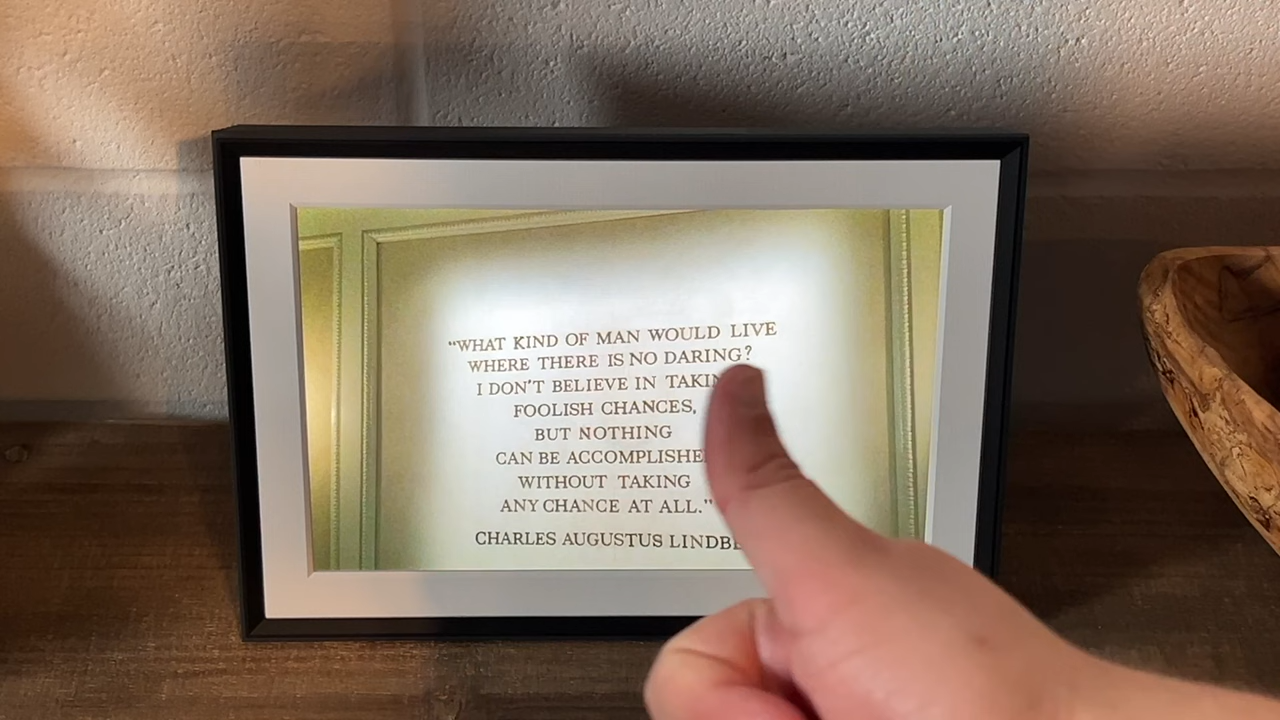 “WHAT KIND OF MAN WOULD LIVE
WHERE THERE IS NO DARING?
I DON'T BELIEVE IN
FOOLISH CHANCES,
BUT NOTHING
CAN BE
WITHOUT TAKING
ANY CHANCE AT ALL.”
CHARLES AUGUSTUS